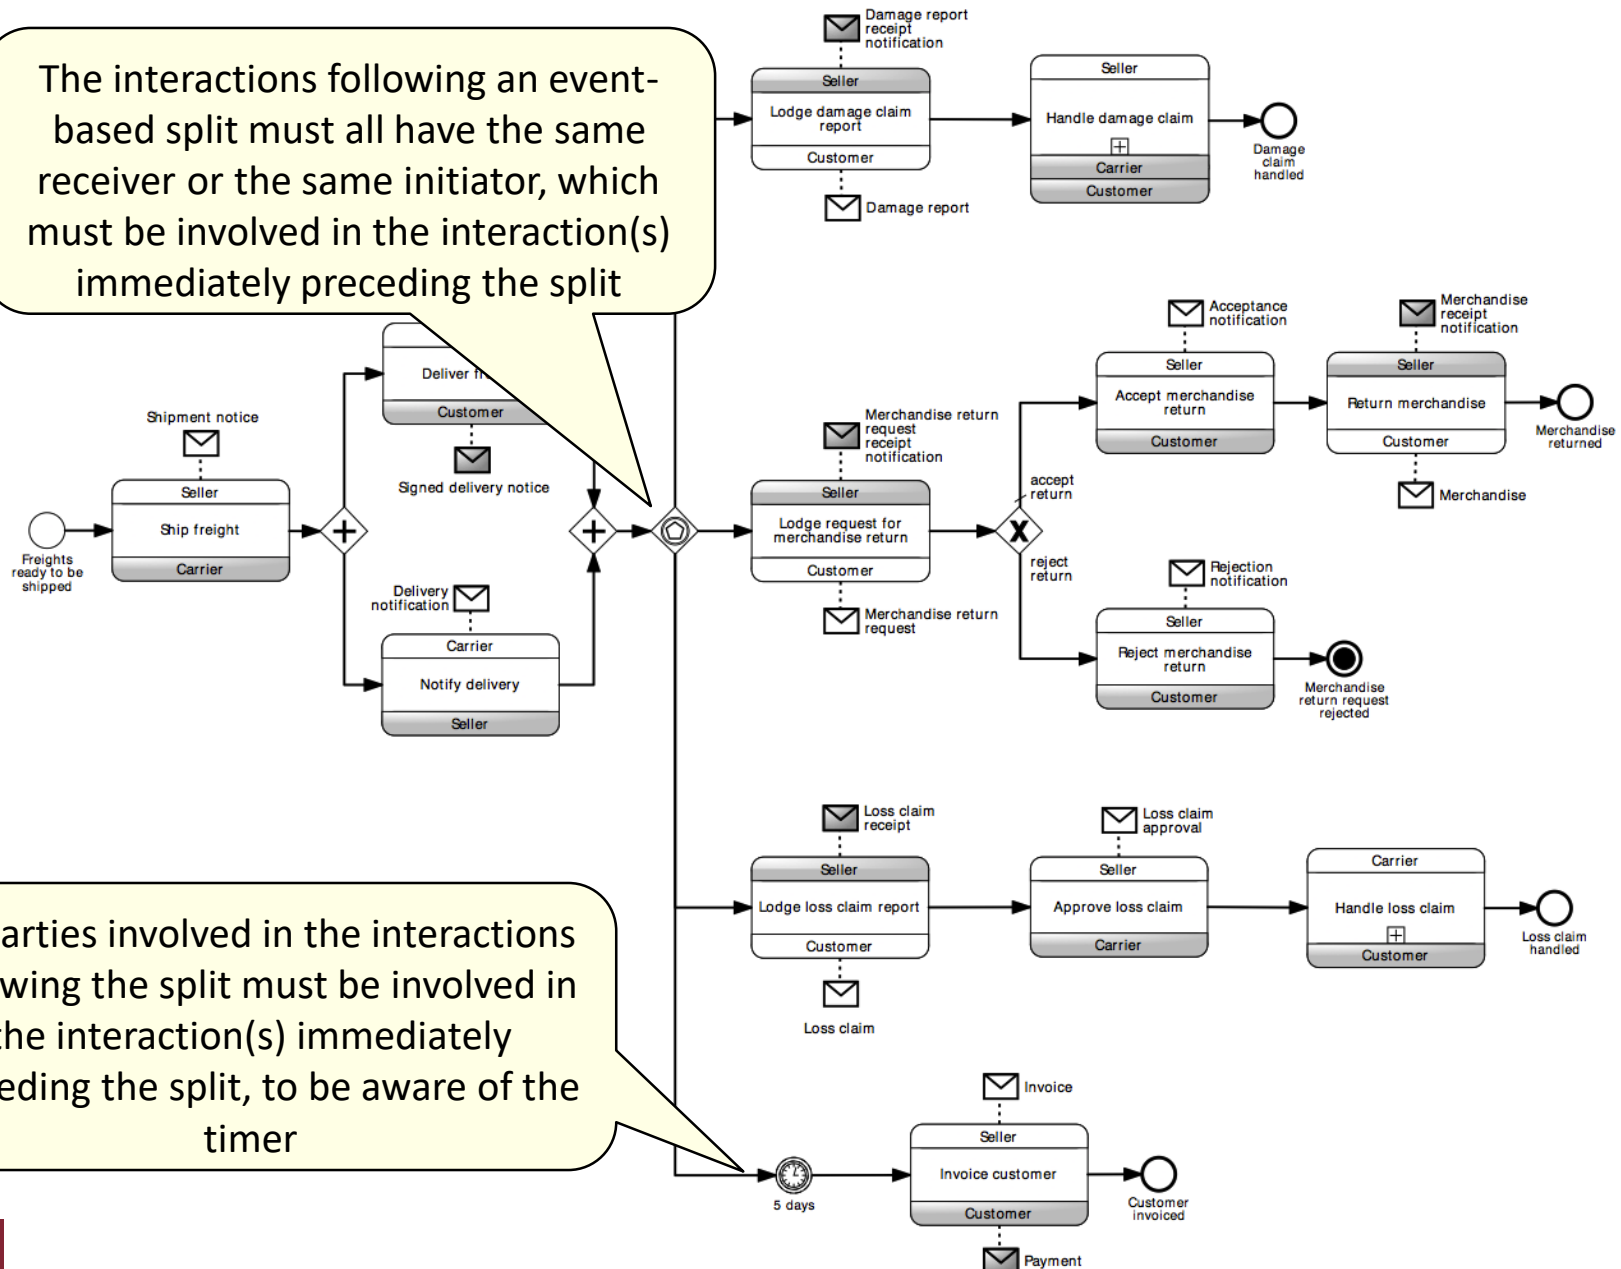 Damage report
receipt
notification
The interactions following an event-
based split must all have the same
receiver or the same initiator, which
must be involved in the interaction(s)
immediately preceding the split
Seller
Lodge damage claim
report
Customer
Damage report
Seller
Handle damage claim
Carrier
Customer
Damage
claim
handled
Deliver
Customer
Signed delivery notice
Shipment notice
Seller
Ship freight
Carrier
Freights
ready to be
shipped
Delivery
notification
Carrier
Notify delivery
Seller
Merchandise return
request
receipt
notification
Seller
Lodge request for
merchandise return
Customer
Merchandise return
request
accept
return
X
reject
return
Acceptance
notification
Seller
Accept merchandise
return
Customer
Merchandise
receipt
notification
Seller
Return merchandise
Customer
Merchandise
Merchandise
returned
Rejection
notification
Seller
Reject merchandise
return
Customer
Merchandise
return request
rejected
Loss claim
receipt
Seller
Lodge loss claim report
Customer
Loss claim
Loss claim
approval
Seller
Approve loss claim
Carrier
Carrier
Handle loss claim
Customer
Loss claim
handled
arties involved in the interactions
wing the split must be involved in
he interaction(s) immediately
eding the split, to be aware of the
timer
5 days
Invoice
Seller
Invoice customer
Customer
Payment
Customer
invoiced